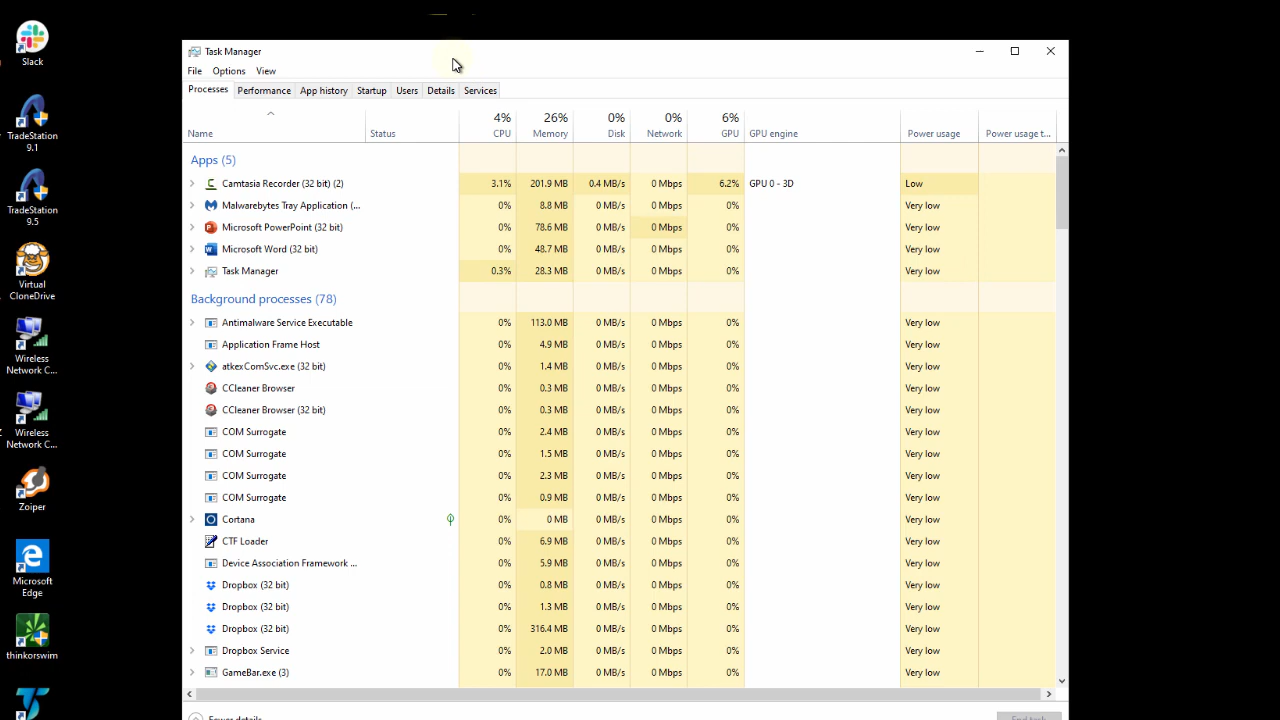 Slack
TradeStation
9.1
TradeStation
9.5
Virtual
CloneDrive
Wireless
Network C...
Wireless
Network C...
Zoiper
Microsoft
Edge
thinkorswim
Task Manager
File Options View
Processes Performance App history Startup Users Details Services
4% 26% 0% 0% 6%
Name Status CPU Memory Disk Network GPU GPU engine Power usage Power usage t...
Apps (5)
Camtasia Recorder (32 bit) (2) 3.1% 201.9 MB 0.4 MB/s 0 Mbps 6.2% GPU 0 - 3D Low
Malwarebytes Tray Application (... 0% 8.8 MB 0 MB/s 0 Mbps 0% Very low
Microsoft PowerPoint (32 bit) 0% 78.6 MB 0 MB/s 0 Mbps 0% Very low
Microsoft Word (32 bit) 0% 48.7 MB 0 MB/s 0 Mbps 0% Very low
Task Manager 0.3% 28.3 MB 0 MB/s 0 Mbps 0% Very low
Background processes (78)
Antimalware Service Executable 0% 113.0 MB 0 MB/s 0 Mbps 0% Very low
Application Frame Host 0% 4.9 MB 0 MB/s 0 Mbps 0% Very low
atkexComSvc.exe (32 bit) 0% 1.4 MB 0 MB/s 0 Mbps 0% Very low
CCleaner Browser 0% 0.3 MB 0 MB/s 0 Mbps 0% Very low
CCleaner Browser (32 bit) 0% 0.3 MB 0 MB/s 0 Mbps 0% Very low
COM Surrogate 0% 2.4 MB 0 MB/s 0 Mbps 0% Very low
COM Surrogate 0% 1.5 MB 0 MB/s 0 Mbps 0% Very low
COM Surrogate 0% 2.3 MB 0 MB/s 0 Mbps 0% Very low
COM Surrogate 0% 0.9 MB 0 MB/s 0 Mbps 0% Very low
Cortana 0% 0 MB 0 MB/s 0 Mbps 0% Very low
CTF Loader 0% 6.9 MB 0 MB/s 0 Mbps 0% Very low
Device Association Framework ... 0% 5.9 MB 0 MB/s 0 Mbps 0% Very low
Dropbox (32 bit) 0% 0.8 MB 0 MB/s 0 Mbps 0% Very low
Dropbox (32 bit) 0% 1.3 MB 0 MB/s 0 Mbps 0% Very low
Dropbox (32 bit) 0% 316.4 MB 0 MB/s 0 Mbps 0% Very low
Dropbox Service 0% 2.0 MB 0 MB/s 0 Mbps 0% Very low
GameBar.exe (3) 0% 17.0 MB 0 MB/s 0 Mbps 0% Very low
Fewer details End task